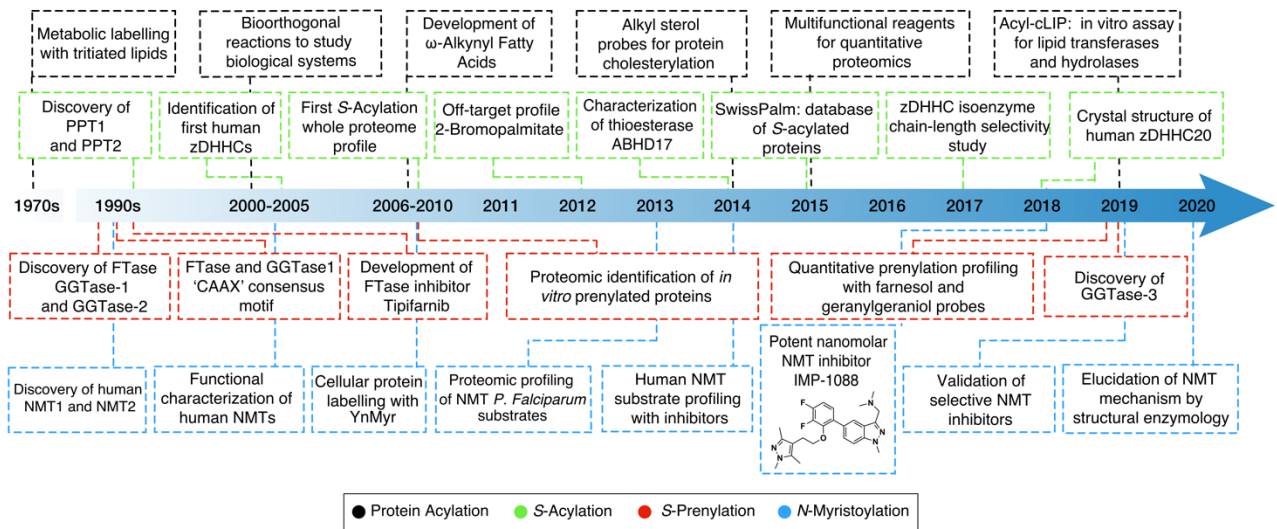 Metabolic labelling
with tritiated lipids
Bioorthogonal
reactions to study
biological systems
Development of
ω-Alkynyl Fatty
Acids
Alkyl sterol
probes for protein
cholesterylation
Multifunctional reagents
for quantitative
proteomics
Acyl-cLIP: in vitro assay
for lipid transferases
and hydrolases
Discovery of
PPT1
and PPT2
Identification of
first human
zDHHCs
First S-Acylation
whole proteome
profile
Off-target profile
2-Bromopalmitate
Characterization
of thioesterase
ABHD17
SwissPalm: database
of S-acylated
proteins
zDHHC isoenzyme
chain-length selectivity
study
Crystal structure of
human zDHHC20
1970s
1990s
2000-2005
2006-2010
2011
2012
2013
2014
2015
2016
2017
2018
2019
2020
Discovery of FTase
GGTase-1
and GGTase-2
FTase and GGTase1
‘CAAX’ consensus
motif
Development of
FTase inhibitor
Tipifarnib
Proteomic identification of in
vitro prenylated proteins
Quantitative prenylation profiling
with farnesol and
geranylgeraniol probes
Discovery of
GGTase-3
Discovery of human
NMT1 and NMT2
Functional
characterization of
human NMTs
Cellular protein
labelling with
YnMyr
Proteomic profiling
of NMT P. Falciparum
substrates
Human NMT
substrate profiling
with inhibitors
Potent nanomolar
NMT inhibitor
IMP-1088
F
F
O
N
N
N
N
N
Validation of
selective NMT
inhibitors
Elucidation of NMT
mechanism by
structural enzymology
Protein Acylation
S-Acylation
S-Prenylation
N-Myristoylation